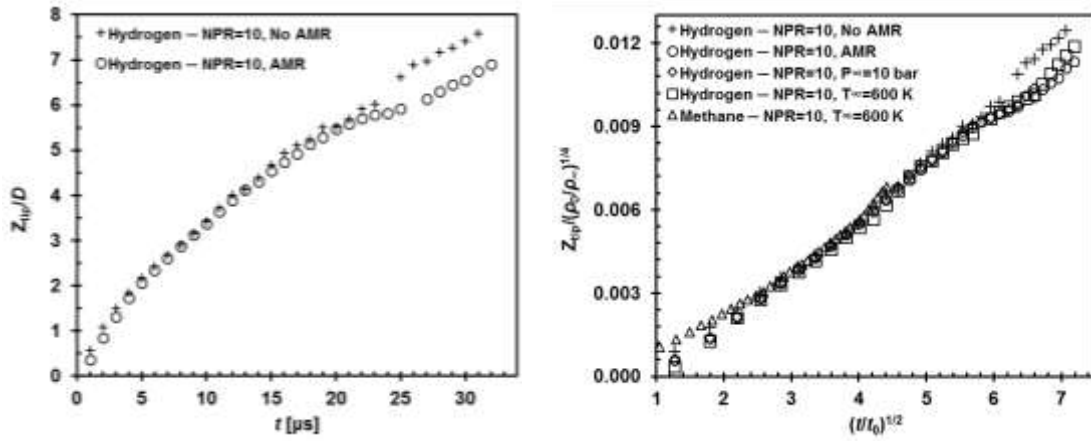 8
7
6
5
4
3
2
1
0
Z_tip/D
+Hydrogen – NPR=10, No AMR
○Hydrogen – NPR=10, AMR
0 5 10 15 20 25 30
t [µs]
0.012
0.009
0.006
0.003
0.000
Z_tip/(ρ_0/ρ_∞)^1/4
+Hydrogen – NPR=10, No AMR
○Hydrogen – NPR=10, AMR
◇Hydrogen – NPR=10, P∞=10 bar
□Hydrogen – NPR=10, T∞=600 K
△Methane – NPR=10, T∞=600 K
1 2 3 4 5 6 7
(t/t_0)^1/2